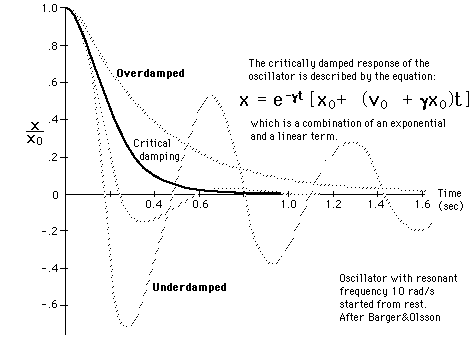 1.0
.8
.6
.4
.2
0
-.2
-.4
-.6
x
x0
Overdamped
Critical
damping
Underdamped
The critically damped response of the
oscillator is described by the equation:
x = e^-γt [x0+ (v0 + γx0)t]
which is a combination of an exponential
and a linear term.
0.4
0.6
1.0
1.2
1.4
1.6
Time
(sec)
Oscillator with resonant
frequency 10 rad/s
started from rest.
After Barger&Olsson